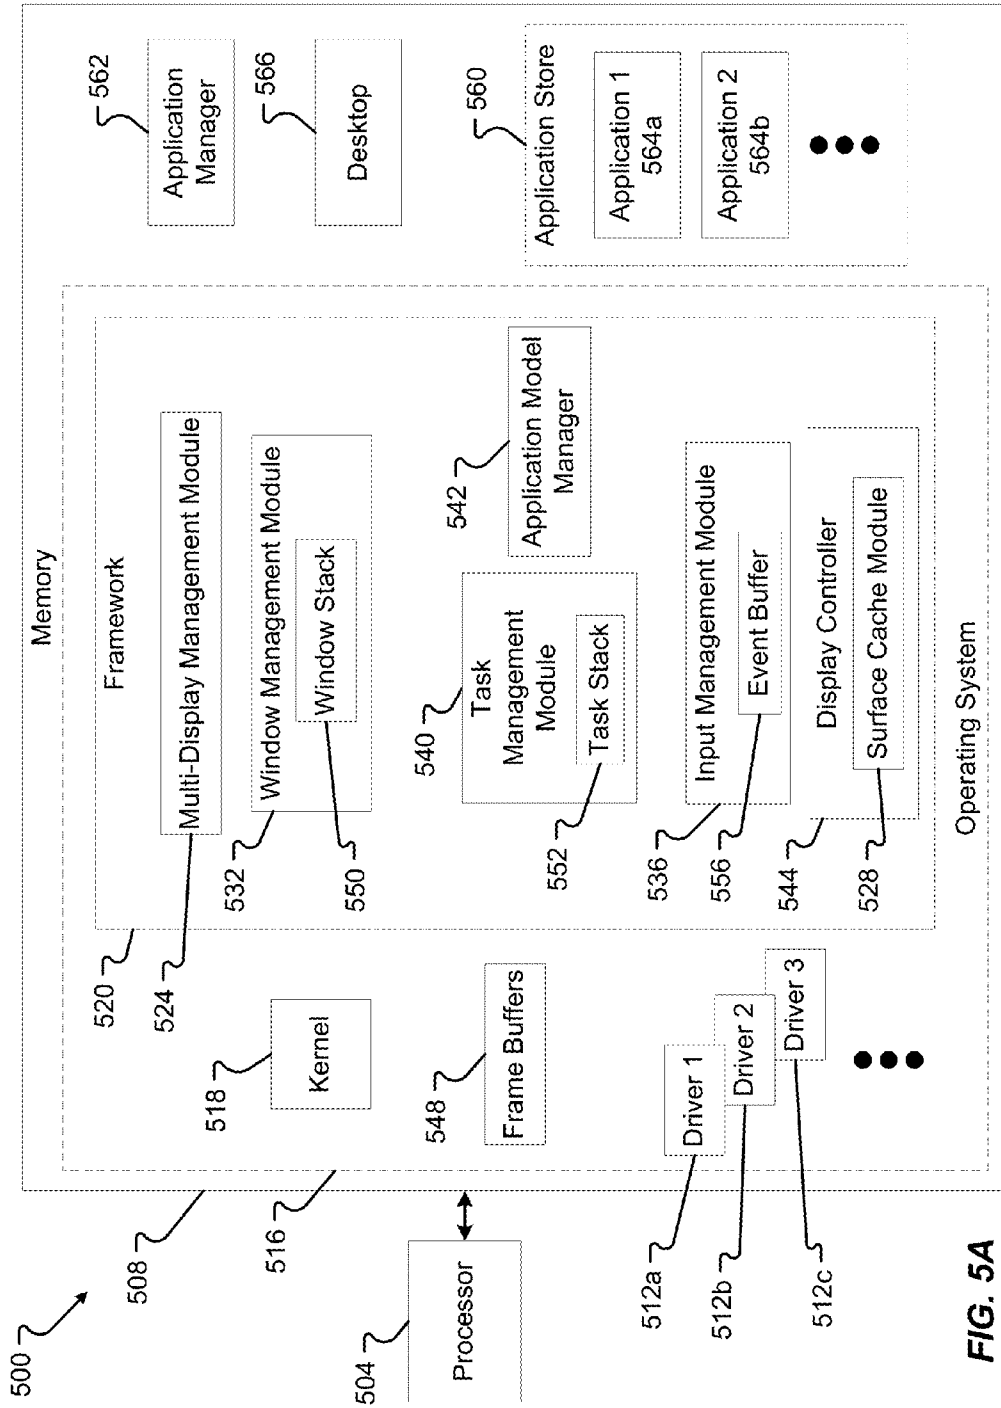 500
508
Memory
516
Operating System
520
Framework
524
Multi-Display Management Module
532
Window Management Module
550
Window Stack
540
Task
Management
Module
552
Task Stack
542
Application Model
Manager
536
Input Management Module
556
Event Buffer
544
Display Controller
528
Surface Cache Module
518
Kernel
548
Frame Buffers
512a
Driver 1
512b
Driver 2
512c
Driver 3
504
Processor
562
Application
Manager
566
Desktop
560
Application Store
Application 1
564a
Application 2
564b
FIG. 5A